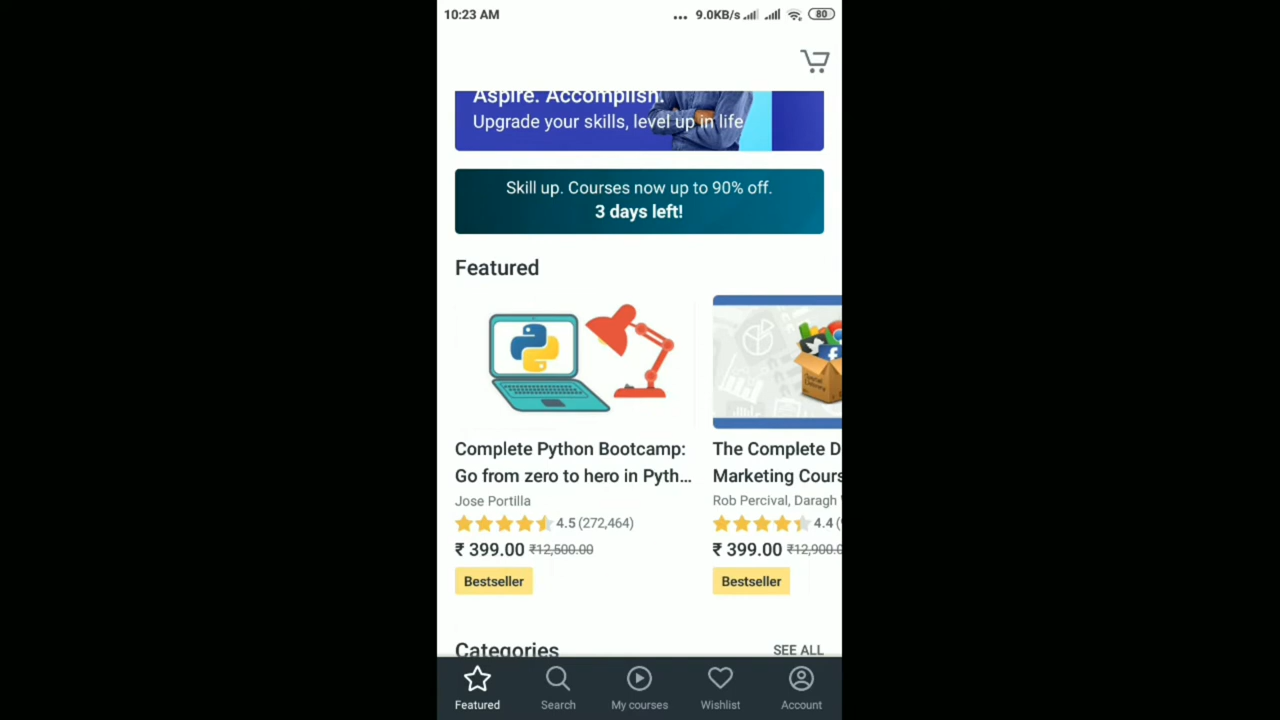 10:23 AM ... 9.0KB/s 80
Aspire. Accomplish.
Upgrade your skills, level up in life
Skill up. Courses now up to 90% off.
3 days left!
Featured
Complete Python Bootcamp:
Go from zero to hero in Pyth...
Jose Portilla
4.5 (272,464)
₹ 399.00 ₹12,500.00
Bestseller
The Complete D
Marketing Cours
Rob Percival, Daragh
4.4 (
₹ 399.00 ₹12,900.0
Bestseller
Categories
SEE ALL
Featured
Search
My courses
Wishlist
Account